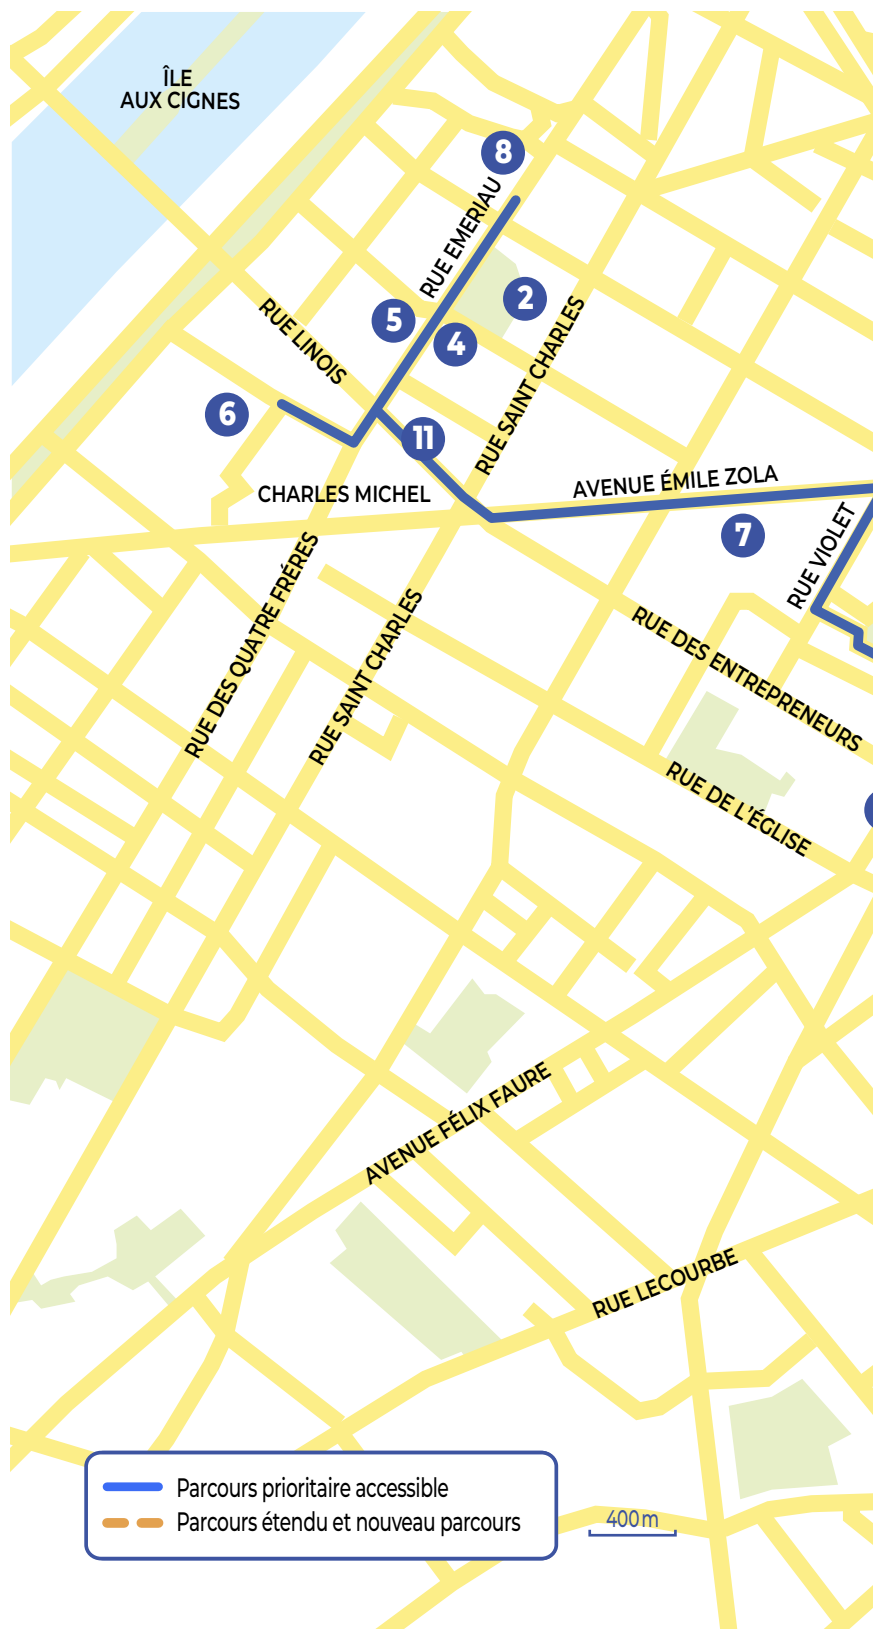 ÎLE
AUX CIGNES
8
RUE EMERIAU
2
5
4
RUE LINOIS
RUE SAINT CHARLES
6
11
CHARLES MICHEL
AVENUE ÉMILE ZOLA
7
RUE VIOLET
RUE DES QUATRE FRÉRES
RUE SAINT CHARLES
RUE DES ENTREPRENEURS
RUE DE L'ÉGLISE
AVENUE FÉLIX FAURE
RUE LECOURBE
Parcours prioritaire accessible
Parcours étendu et nouveau parcours
400m